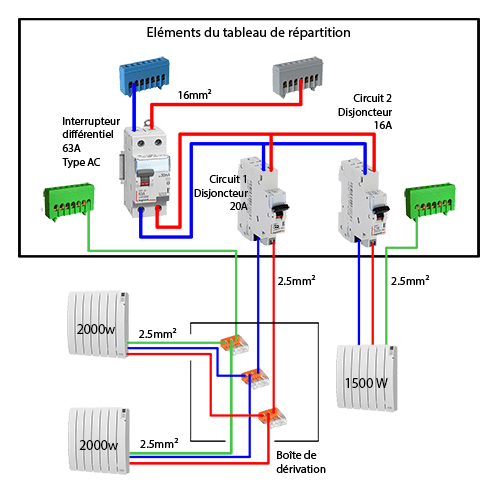 Eléments du tableau de répartition
16mm²
Interrupteur
différentiel
63A
Type AC
Circuit 2
Disjoncteur
16A
Circuit 1
Disjoncteur
20A
2.5mm²
2.5mm²
2000w
2.5mm²
1500 W
2000w
2.5mm²
Boîte de
dérivation